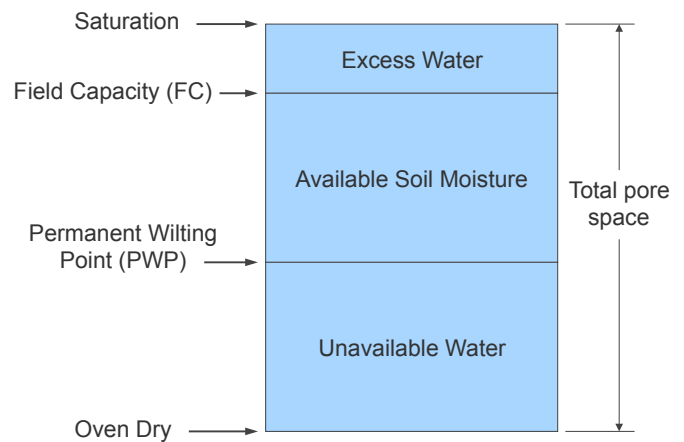 Saturation
Excess Water
Field Capacity (FC)
Available Soil Moisture
Total pore
space
Permanent Wilting
Point (PWP)
Unavailable Water
Oven Dry